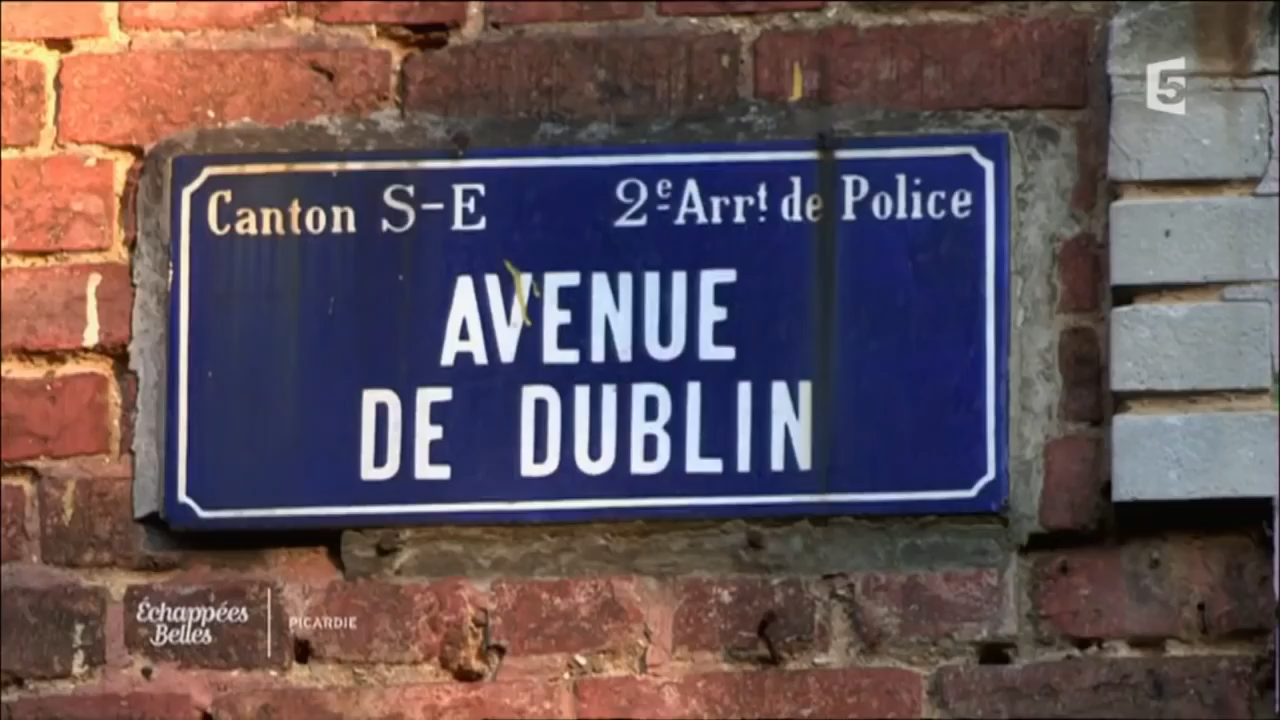 5
Canton S-E 2e Arrt de Police
AVENUE
DE DUBLIN
Échappées
Belles
PICARDIE